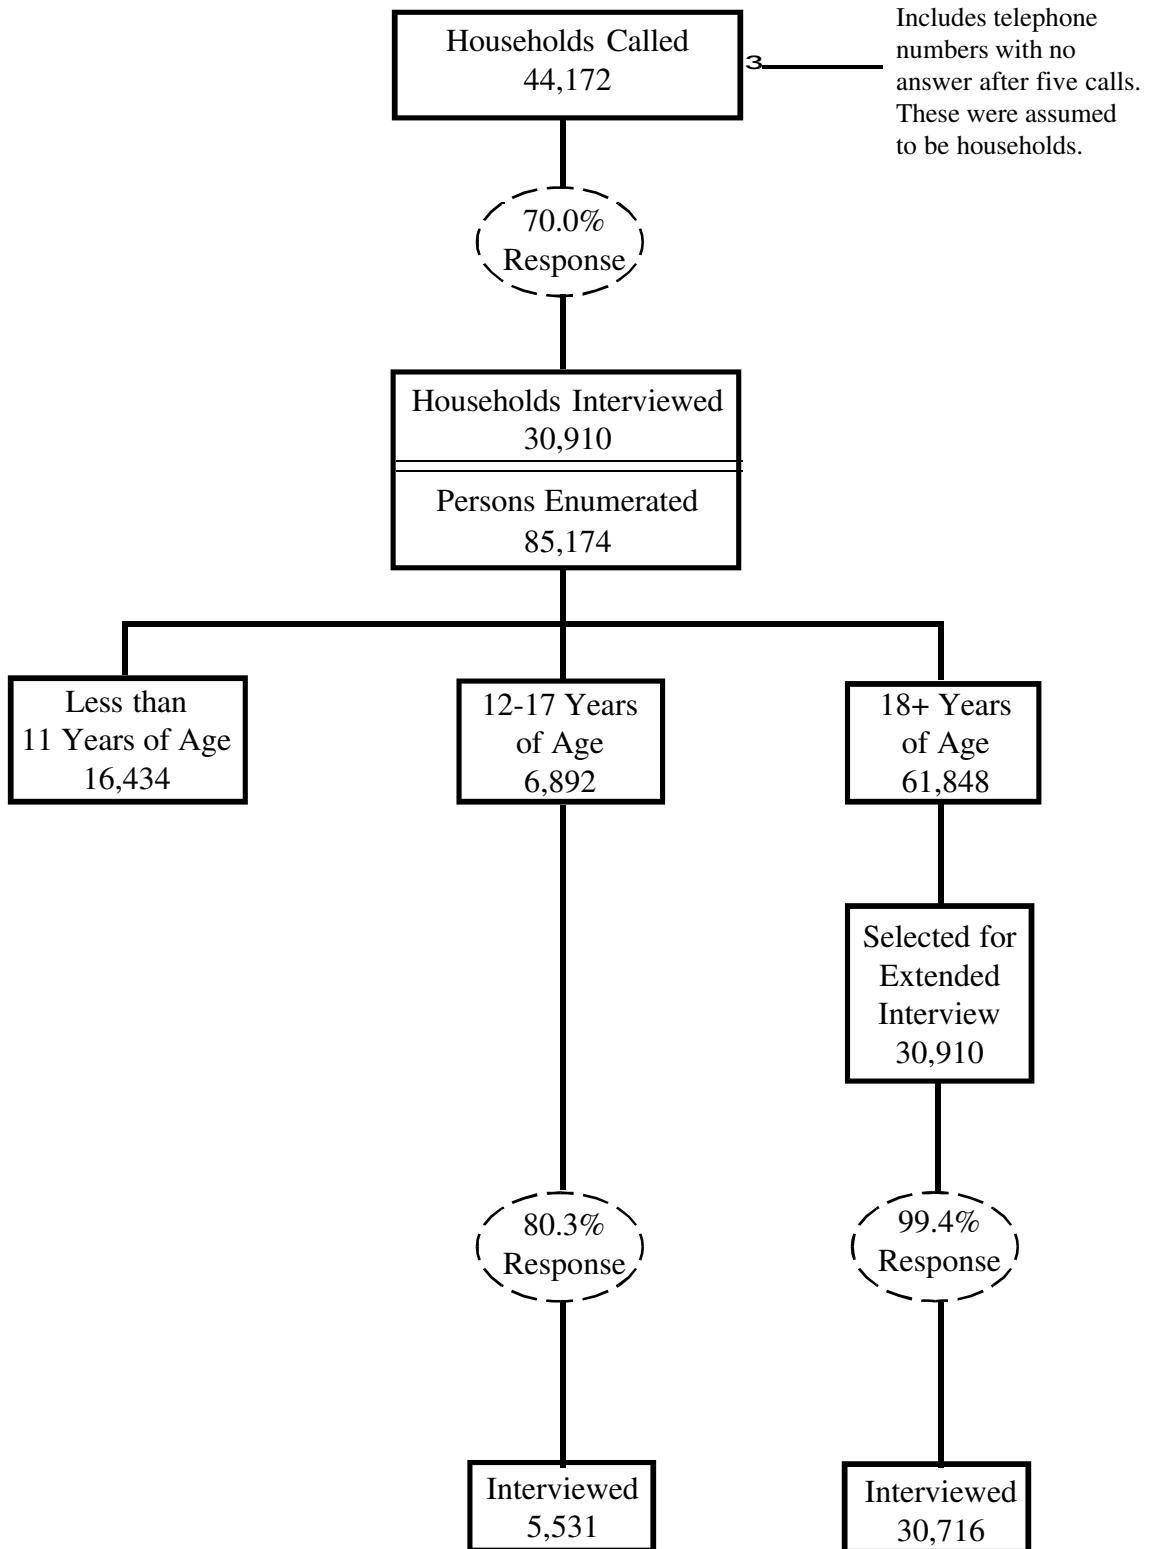 Households Called
44,172
3
Includes telephone
numbers with no
answer after five calls.
These were assumed
to be households.
70.0%
Response
Households Interviewed
30,910
Persons Enumerated
85,174
Less than
11 Years of Age
16,434
12-17 Years
of Age
6,892
18+ Years
of Age
61,848
Selected for
Extended
Interview
30,910
80.3%
Response
99.4%
Response
Interviewed
5,531
Interviewed
30,716